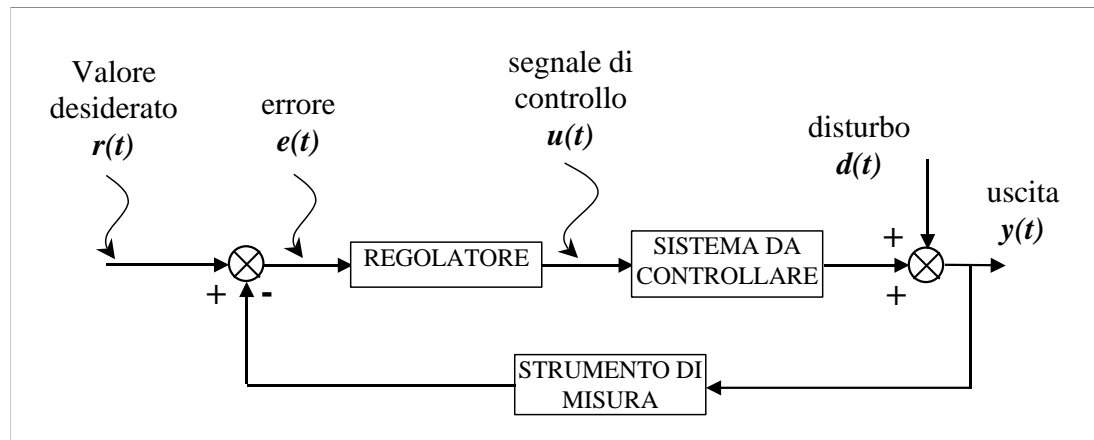 Valore
desiderato
r(t)
errore
e(t)
segnale di
controllo
u(t)
disturbo
d(t)
uscita
y(t)
+
-
REGOLATORE
SISTEMA DA
CONTROLLARE
+
+
STRUMENTO DI
MISURA